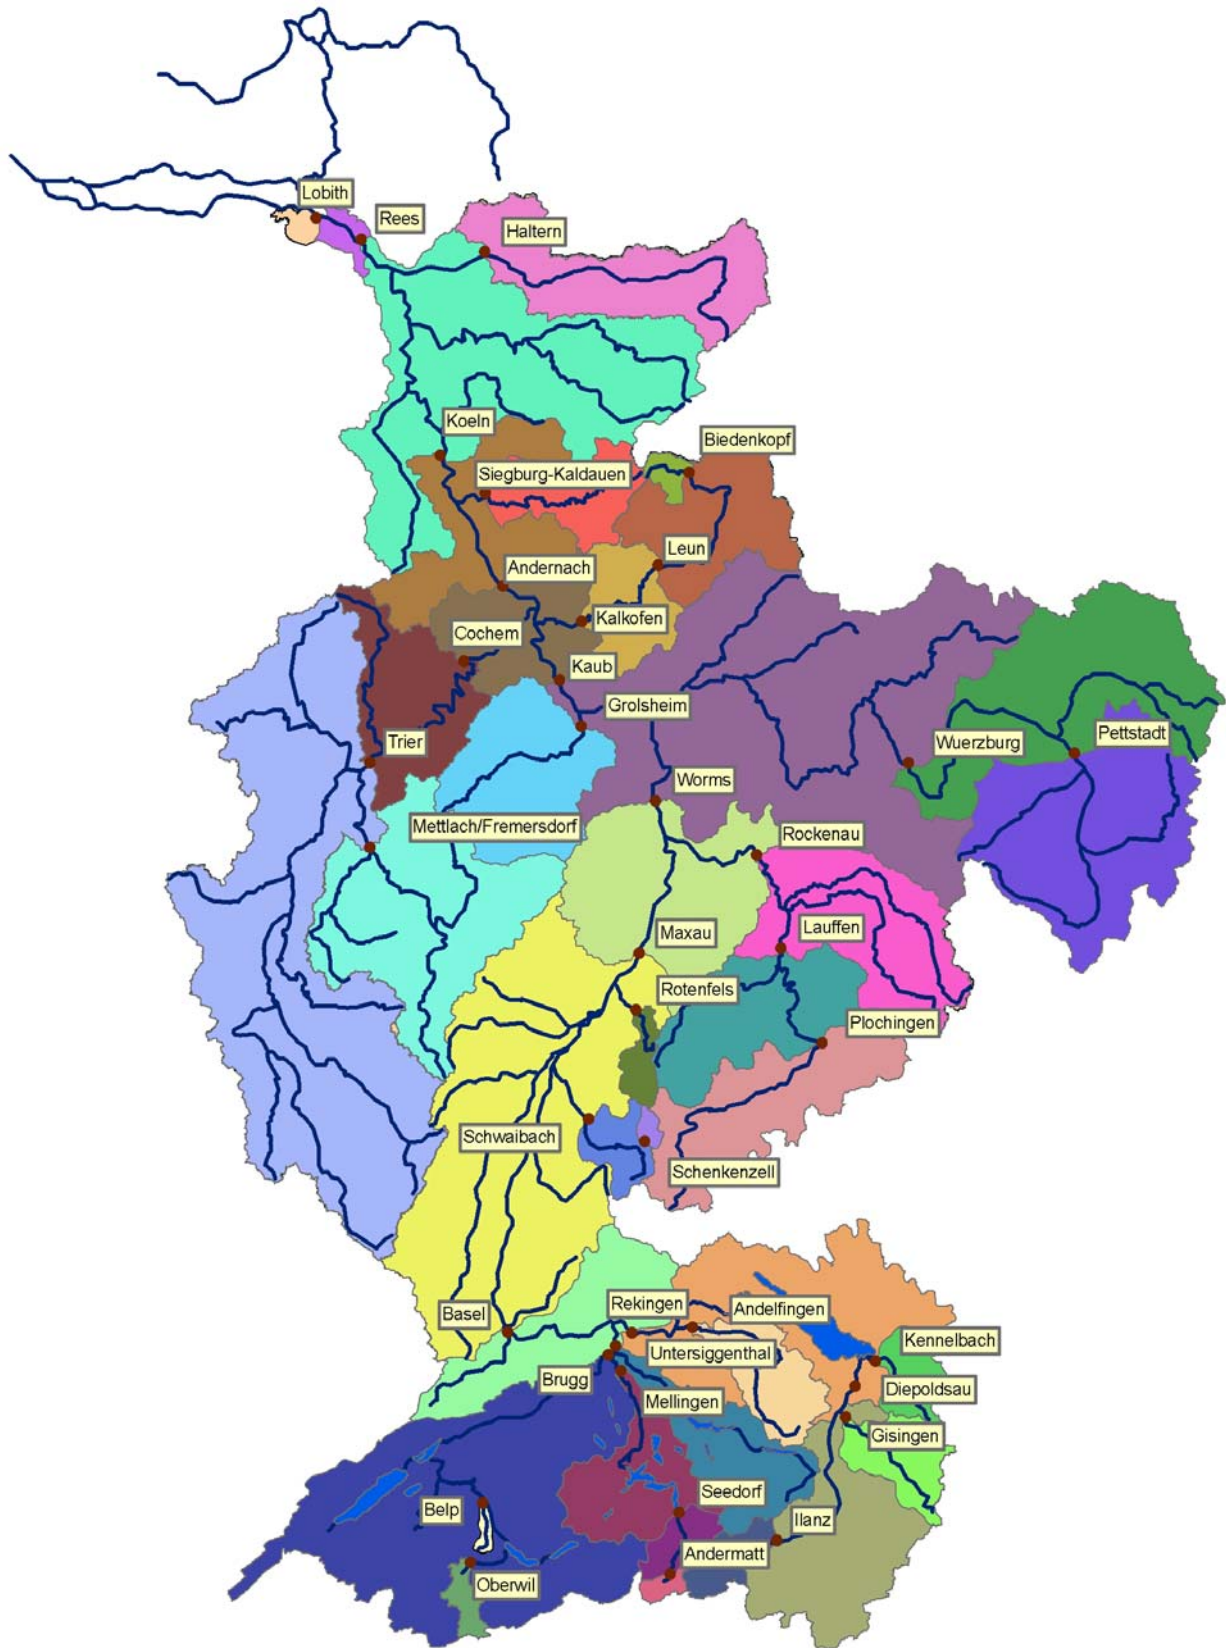 Lobith
Rees
Haltern
Koeln
Biedenkopf
Siegburg-Kaldauen
Leun
Andernach
Kalkofen
Cochem
Kaub
Grolsheim
Trier
Wuerzburg
Pettstadt
Worms
Mettlach/Fremersdorf
Rockenau
Maxau
Lauffen
Rotenfels
Plochingen
Schwaibach
Schenkenzell
Basel
Rekingen
Andelfingen
Kennelbach
Untersiggenthal
Brugg
Mellingen
Diepoldsau
Gisingen
Belp
Seedorf
Ilanz
Andermatt
Oberwil